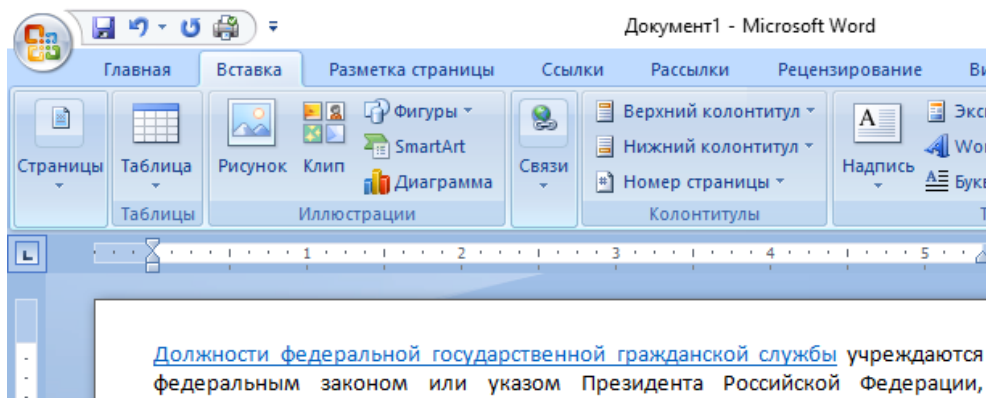 Документ1 - Microsoft Word
Главная Вставка Разметка страницы Ссылки Рассылки Рецензирование
Страницы Таблица Рисунок Клип Фигуры SmartArt Диаграмма Связи Верхний колонтитул Нижний колонтитул Номер страницы Надпись
Таблицы Иллюстрации Колонтитулы
1 2 3 4 5
Должности федеральной государственной гражданской службы учреждаются
федеральным законом или указом Президента Российской Федерации,